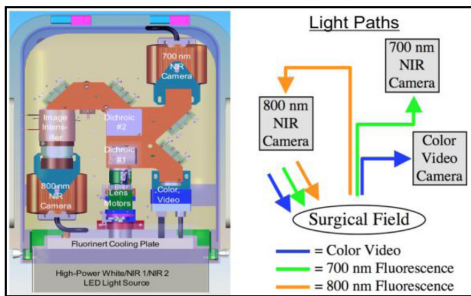 700 nm
NIR
Camera
Image
Inten-
sifier
Dichroic
#2
Dichroic
#1
800 nm
NIR
Camera
Lens
Motors
Color
Video
Fluorinert Cooling Plate
High-Power White/NIR 1/NIR 2
LED Light Source
Light Paths
700 nm
NIR
Camera
800 nm
NIR
Camera
Color
Video
Camera
Surgical Field
= Color Video
= 700 nm Fluorescence
= 800 nm Fluorescence